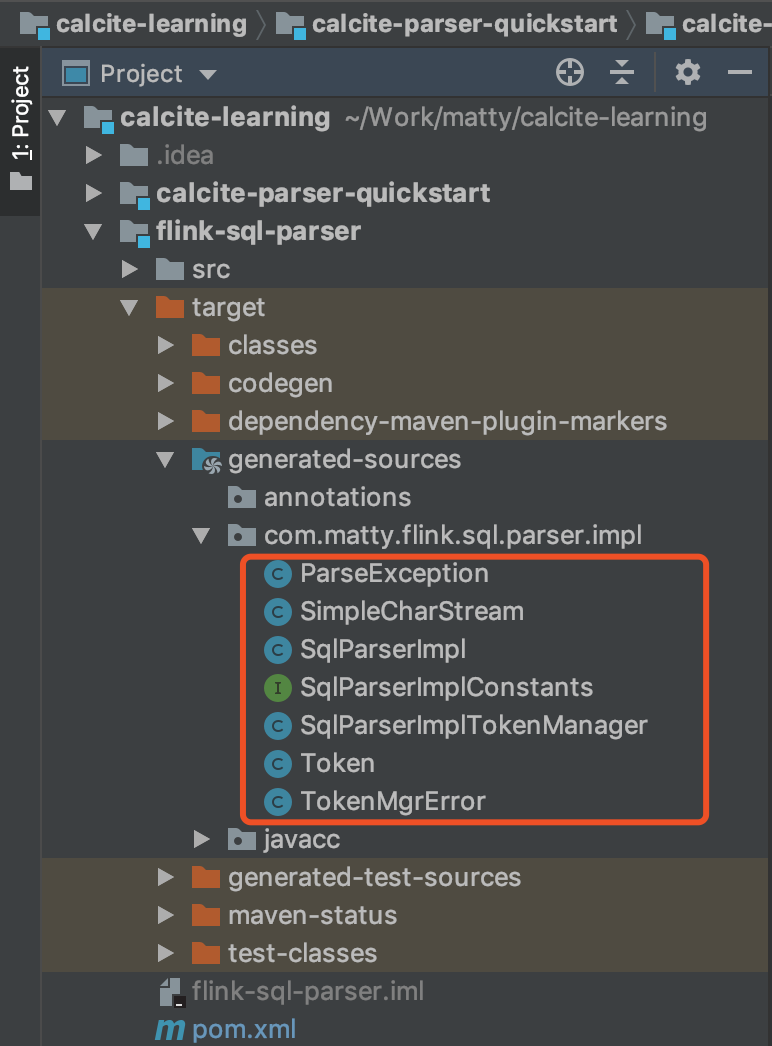 calcite-learning calcite-parser-quickstart calcite-
1: Project
Project
calcite-learning ~/Work/matty/calcite-learning
.idea
calcite-parser-quickstart
flink-sql-parser
src
target
classes
codegen
dependency-maven-plugin-markers
generated-sources
annotations
com.matty.flink.sql.parser.impl
C ParseException
C SimpleCharStream
C SqlParserImpl
I SqlParserImplConstants
C SqlParserImplTokenManager
C Token
C TokenMgrError
javacc
generated-test-sources
maven-status
test-classes
flink-sql-parser.iml
m pom.xml